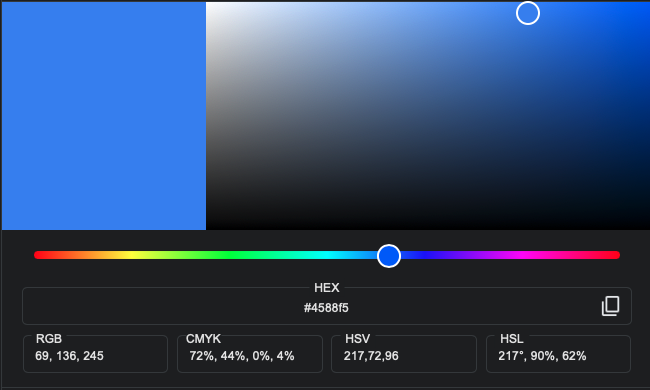 HEX
#4588f5
RGB
69, 136, 245
CMYK
72%, 44%, 0%, 4%
HSV
217,72,96
HSL
217°, 90%, 62%